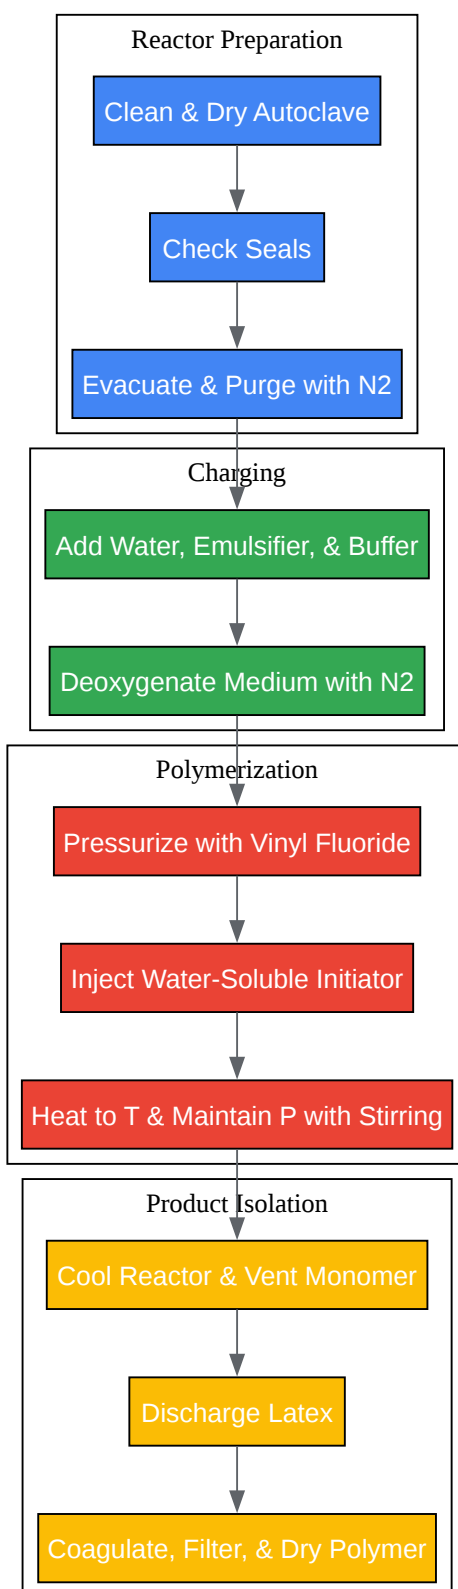 Reactor Preparation
Clean & Dry Autoclave
Check Seals
Evacuate & Purge with N2
Charging
Add Water, Emulsifier, & Buffer
Deoxygenate Medium with N2
Polymerization
Pressurize with Vinyl Fluoride
Inject Water-Soluble Initiator
Heat to T & Maintain P with Stirring
Product Isolation
Cool Reactor & Vent Monomer
Discharge Latex
Coagulate, Filter, & Dry Polymer